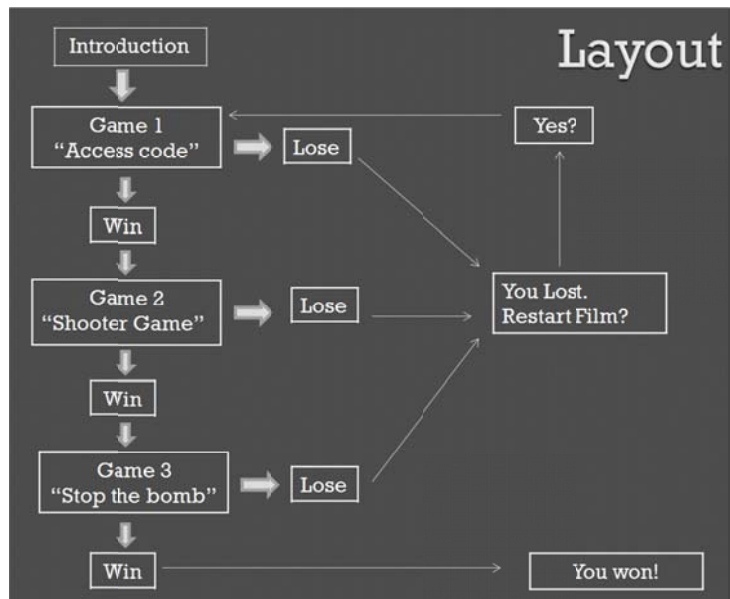 Layout
Introduction
Game 1
“Access code”
Lose
Yes?
Win
Game 2
“Shooter Game”
Lose
You Lost.
Restart Film?
Win
Game 3
“Stop the bomb”
Lose
Win
You won!